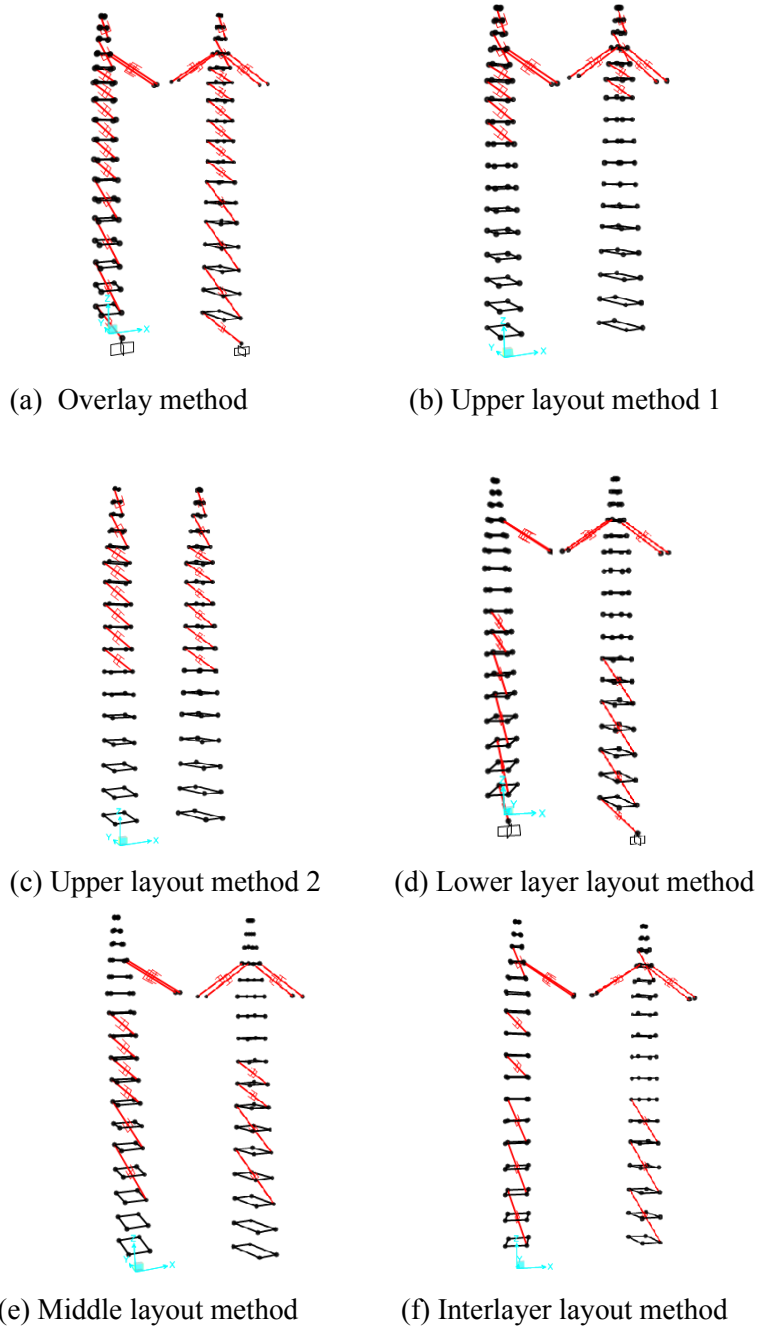 (a) Overlay method
(b) Upper layout method 1
(c) Upper layout method 2
(d) Lower layer layout method
(e) Middle layout method
(f) Interlayer layout method
Z
Y
X
Z
Y
X
Z
Y
X
Z
Y
X
Z
Y
X
Z
Y
X